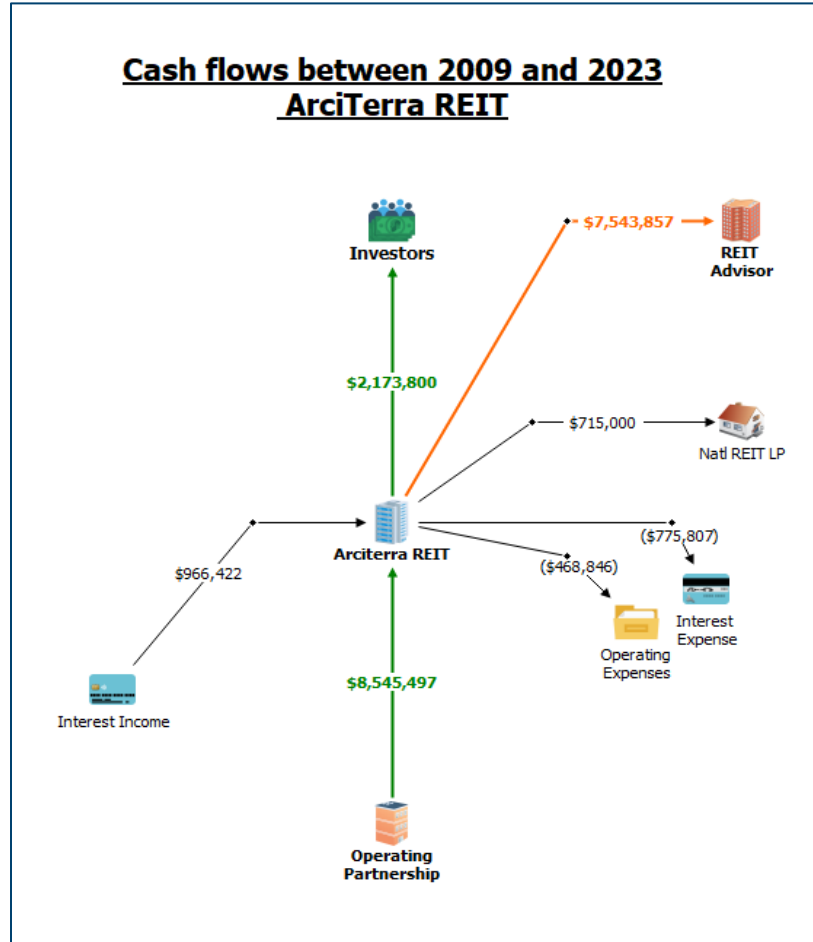 Cash flows between 2009 and 2023
ArciTerra REIT
Investors
$7,543,857
REIT
Advisor
$2,173,800
$715,000
Natl REIT LP
Arciterra REIT
($775,807)
$966,422
($468,846)
Interest
Expense
Operating
Expenses
$8,545,497
Interest Income
Operating
Partnership